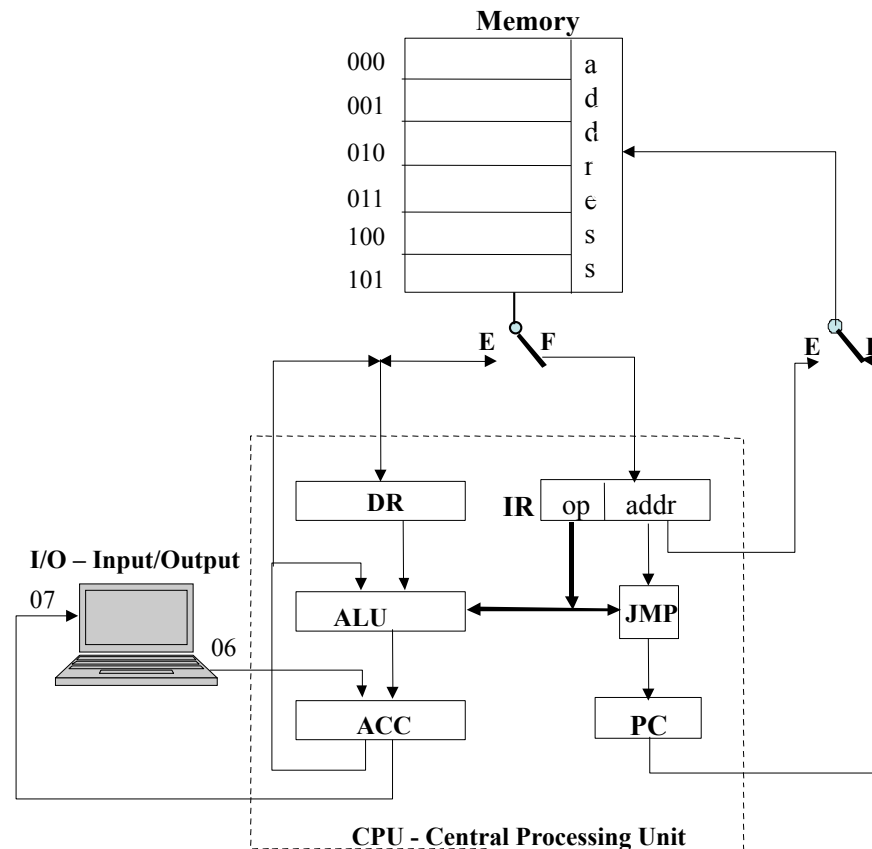 Memory
000
001
010
011
100
101
a
d
d
r
e
s
s
E F
E
DR
IR op addr
I/O – Input/Output
07
06
ALU
JMP
ACC
PC
CPU - Central Processing Unit